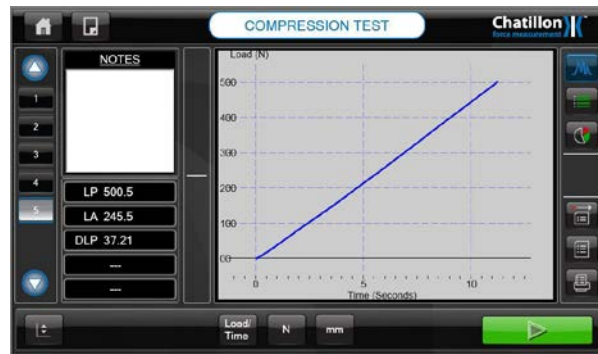 COMPRESSION TEST
Chatillon
force measurement
NOTES
1
2
3
4
5
LP 500.5
LA 245.5
DLP 37.21
---
---
Load (N)
500
400
300
200
100
0
0
5
10
Time (Seconds)
Load/
Time
N
mm